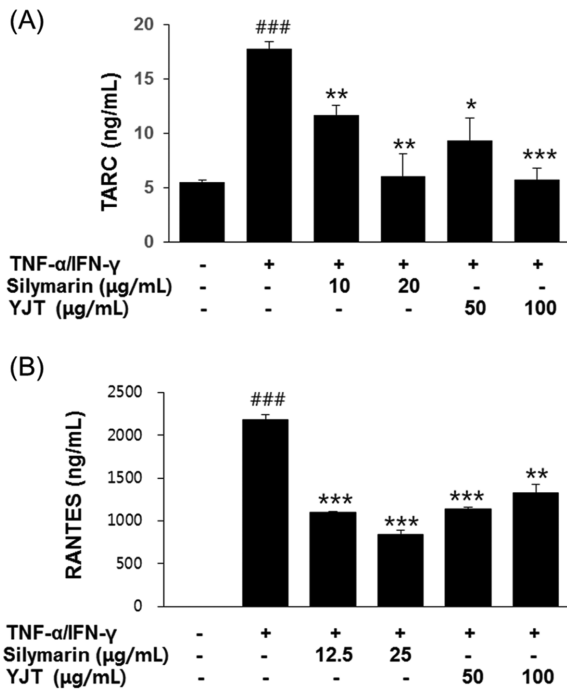 (A)
TARC (ng/mL)
20
15
10
5
0
###
**
**
*
***
TNF-α/IFN-γ - + + + + +
Silymarin (μg/mL) - - 10 20 - -
YJT (μg/mL) - - - - 50 100
(B)
RANTES (ng/mL)
2500
2000
1500
1000
500
0
###
***
***
***
**
TNF-α/IFN-γ - + + + + +
Silymarin (μg/mL) - - 12.5 25 - -
YJT (μg/mL) - - - - 50 100